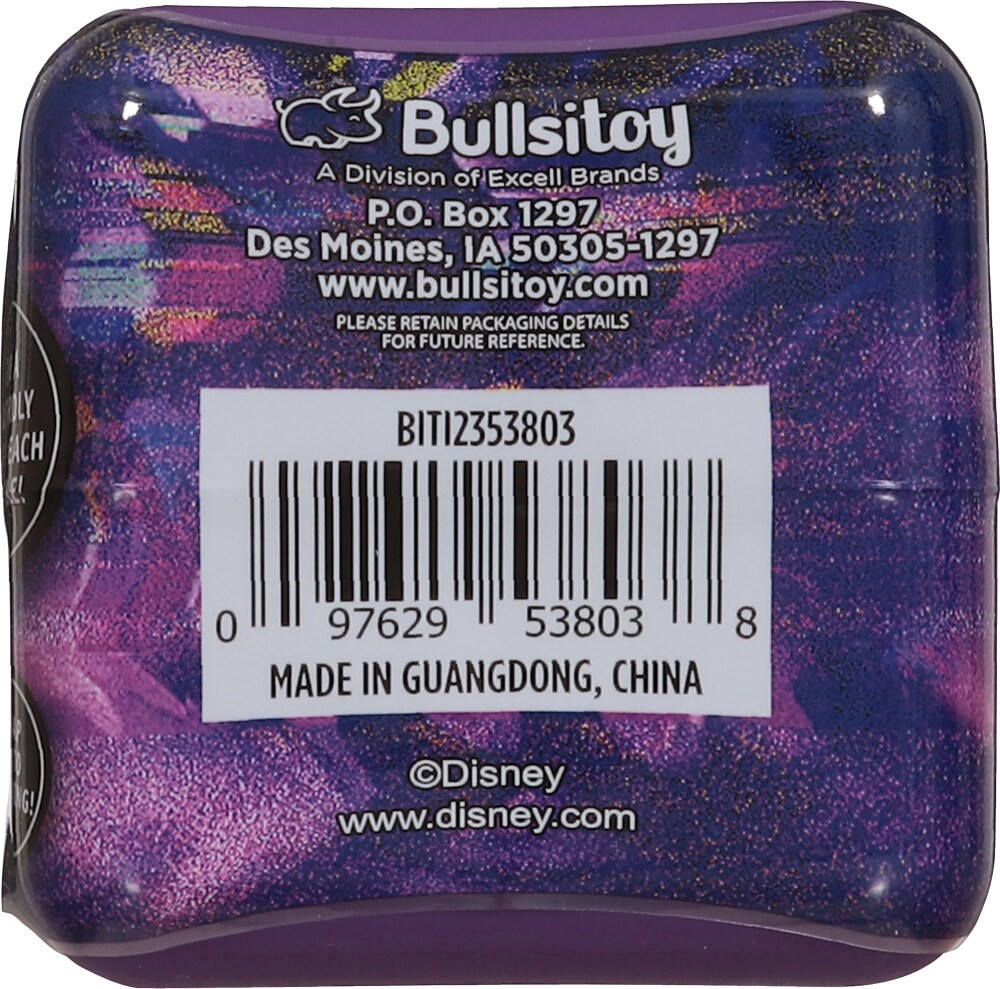 Bullsitoy
A Division of Excell Brands
P.O. Box 1297
Des Moines, IA 50305-1297
www.bullsitoy.com
PLEASE RETAIN PACKAGING DETAILS
FOR FUTURE REFERENCE.
BITI2353803
0 97629 53803 8
MADE IN GUANGDONG, CHINA
©Disney
www.disney.com